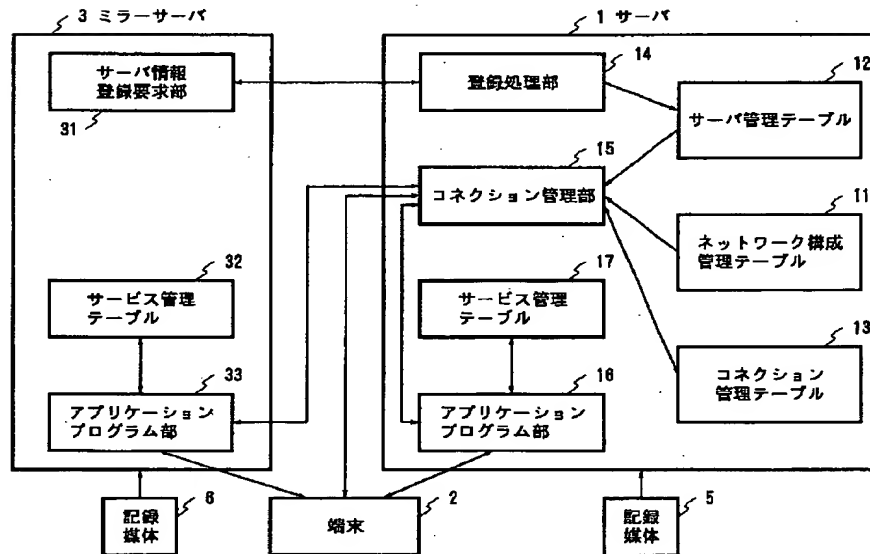 3 ミラーサーバ
1 サーバ
サーバ情報
登録要求部
31
登録処理部
14
12
サーバ管理テーブル
15
コネクション管理部
11
ネットワーク構成
管理テーブル
32
サービス管理
テーブル
17
サービス管理
テーブル
13
コネクション
管理テーブル
33
アプリケーション
プログラム部
16
アプリケーション
プログラム部
記録
媒体
6
端末
2
記録
媒体
5